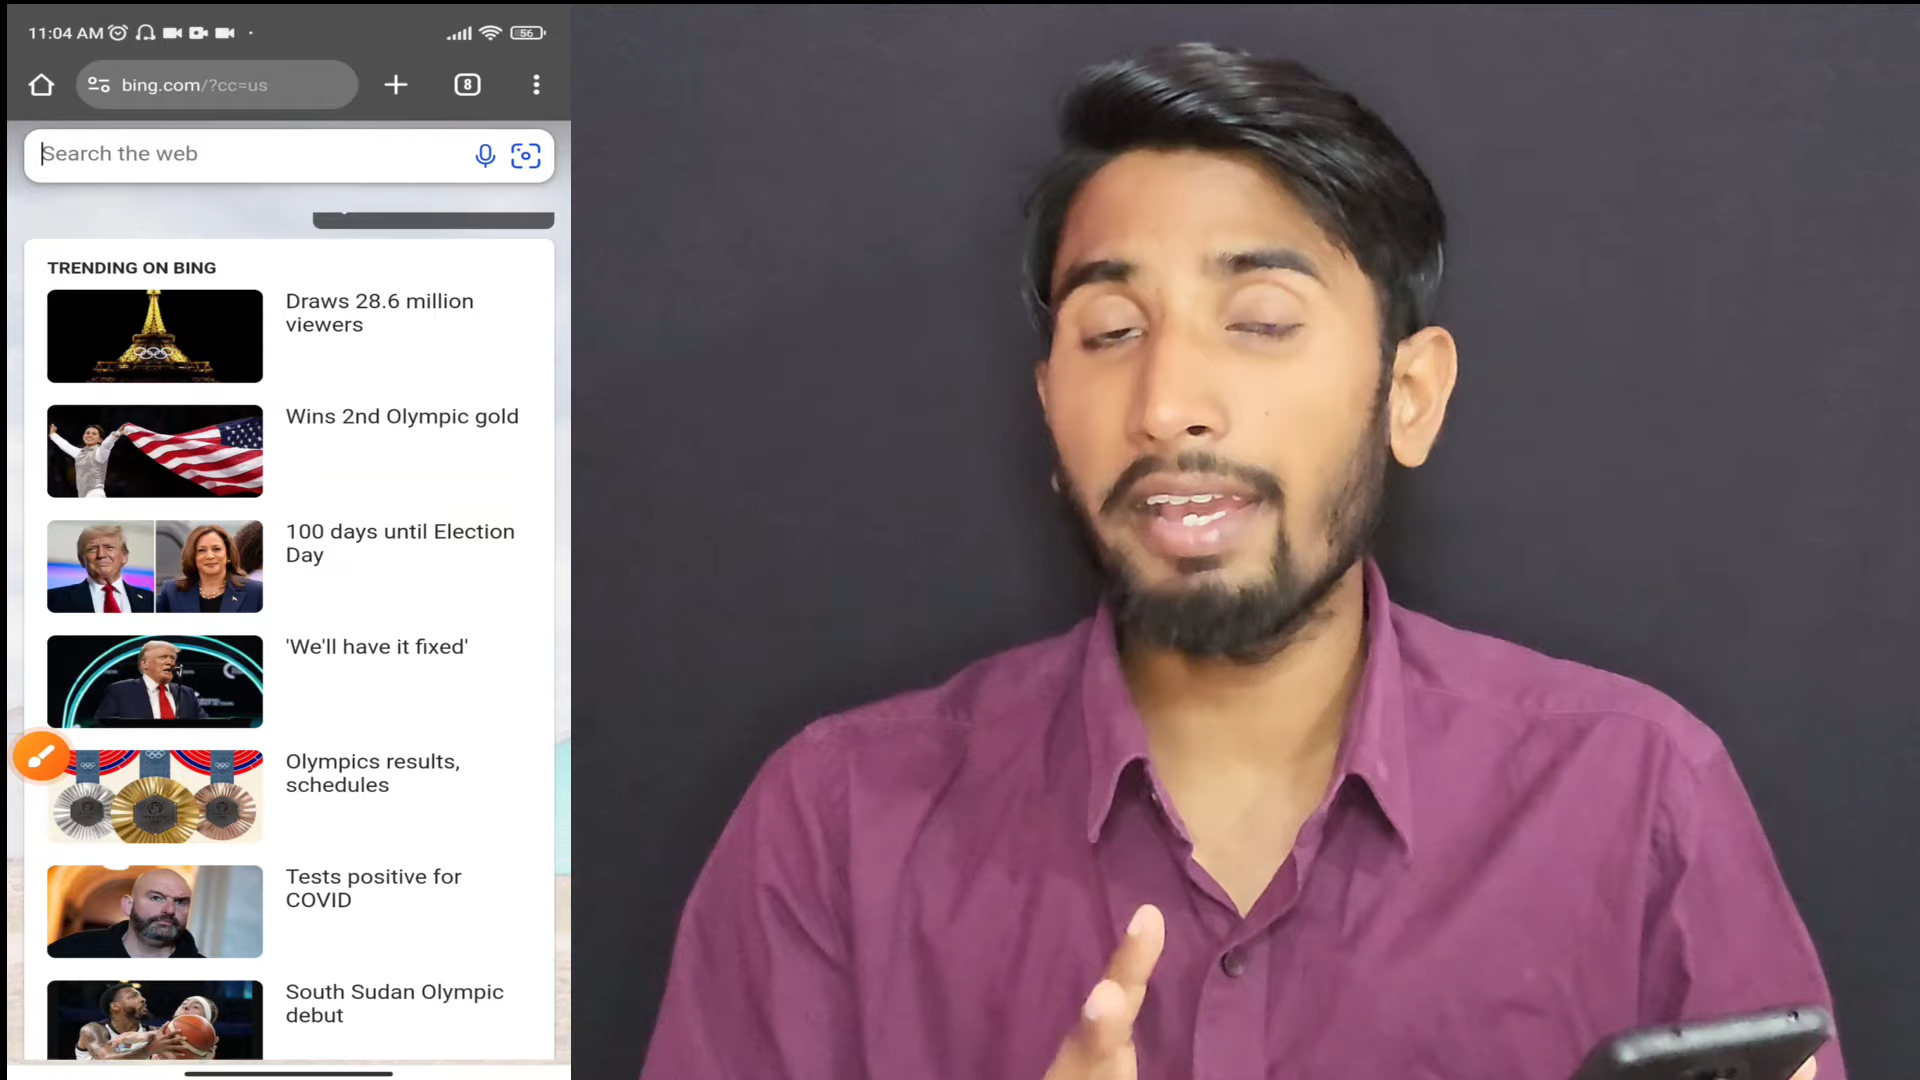 11:04 AM
56
bing.com/?cc=us
8
Search the web
TRENDING ON BING
Draws 28.6 million
viewers
Wins 2nd Olympic gold
100 days until Election
Day
'We'll have it fixed'
Olympics results,
schedules
Tests positive for
COVID
South Sudan Olympic
debut